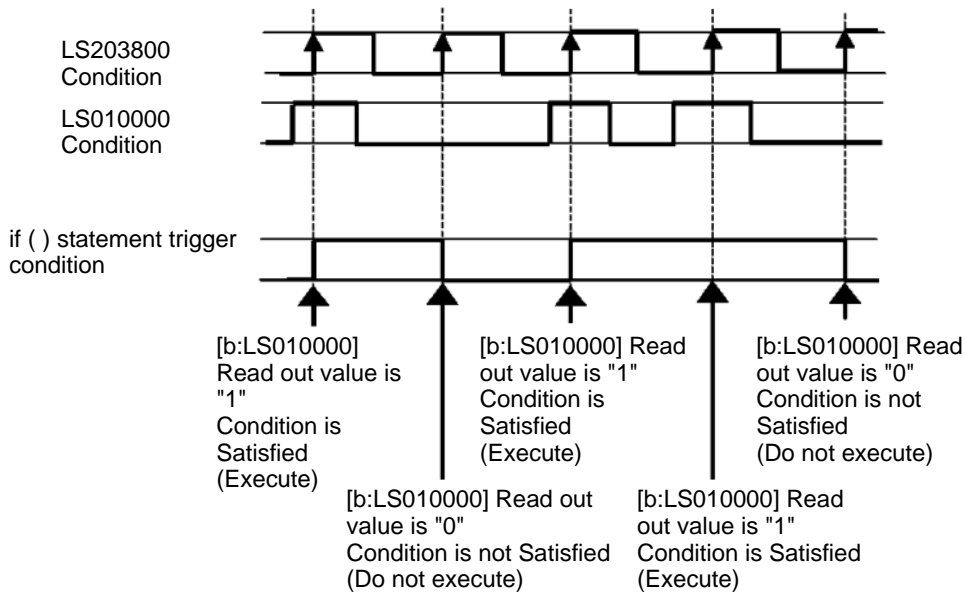 LS203800
Condition
LS010000
Condition
if ( ) statement trigger
condition
[b:LS010000]
Read out value is
"1"
Condition is
Satisfied
(Execute)
[b:LS010000] Read
out value is "1"
Condition is
Satisfied
(Execute)
[b:LS010000] Read
out value is "0"
Condition is not
Satisfied
(Do not execute)
[b:LS010000] Read out
value is "0"
Condition is not Satisfied
(Do not execute)
[b:LS010000] Read
out value is "1"
Condition is Satisfied
(Execute)